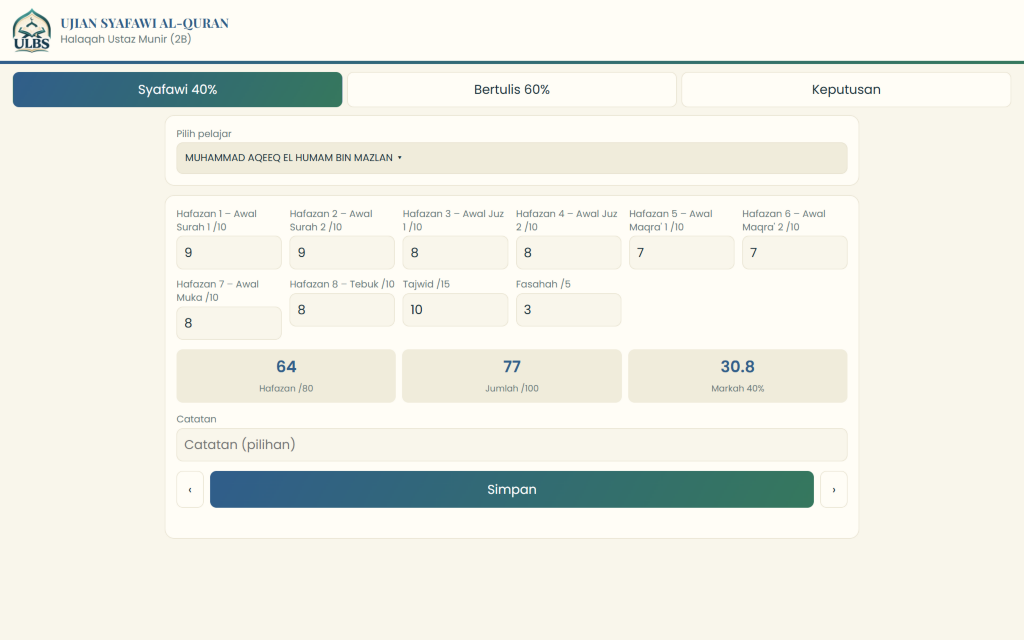 ULBS
UJIAN SYAFAWI AL-QURAN
Halaqah Ustaz Munir (2B)
Syafawi 40%
Bertulis 60%
Keputusan
Pilih pelajar
MUHAMMAD AQEEQ EL HUMAM BIN MAZLAN
Hafazan 1 – Awal
Surah 1 /10
9
Hafazan 2 – Awal
Surah 2 /10
9
Hafazan 3 – Awal Juz
1 /10
8
Hafazan 4 – Awal Juz
2 /10
8
Hafazan 5 – Awal
Maqra' 1 /10
7
Hafazan 6 – Awal
Maqra' 2 /10
7
Hafazan 7 – Awal
Muka /10
8
Hafazan 8 – Tebuk /10
8
Tajwid /15
10
Fasahah /5
3
64
Hafazan /80
77
Jumlah /100
30.8
Markah 40%
Catatan
Catatan (pilihan)
‹
Simpan
›